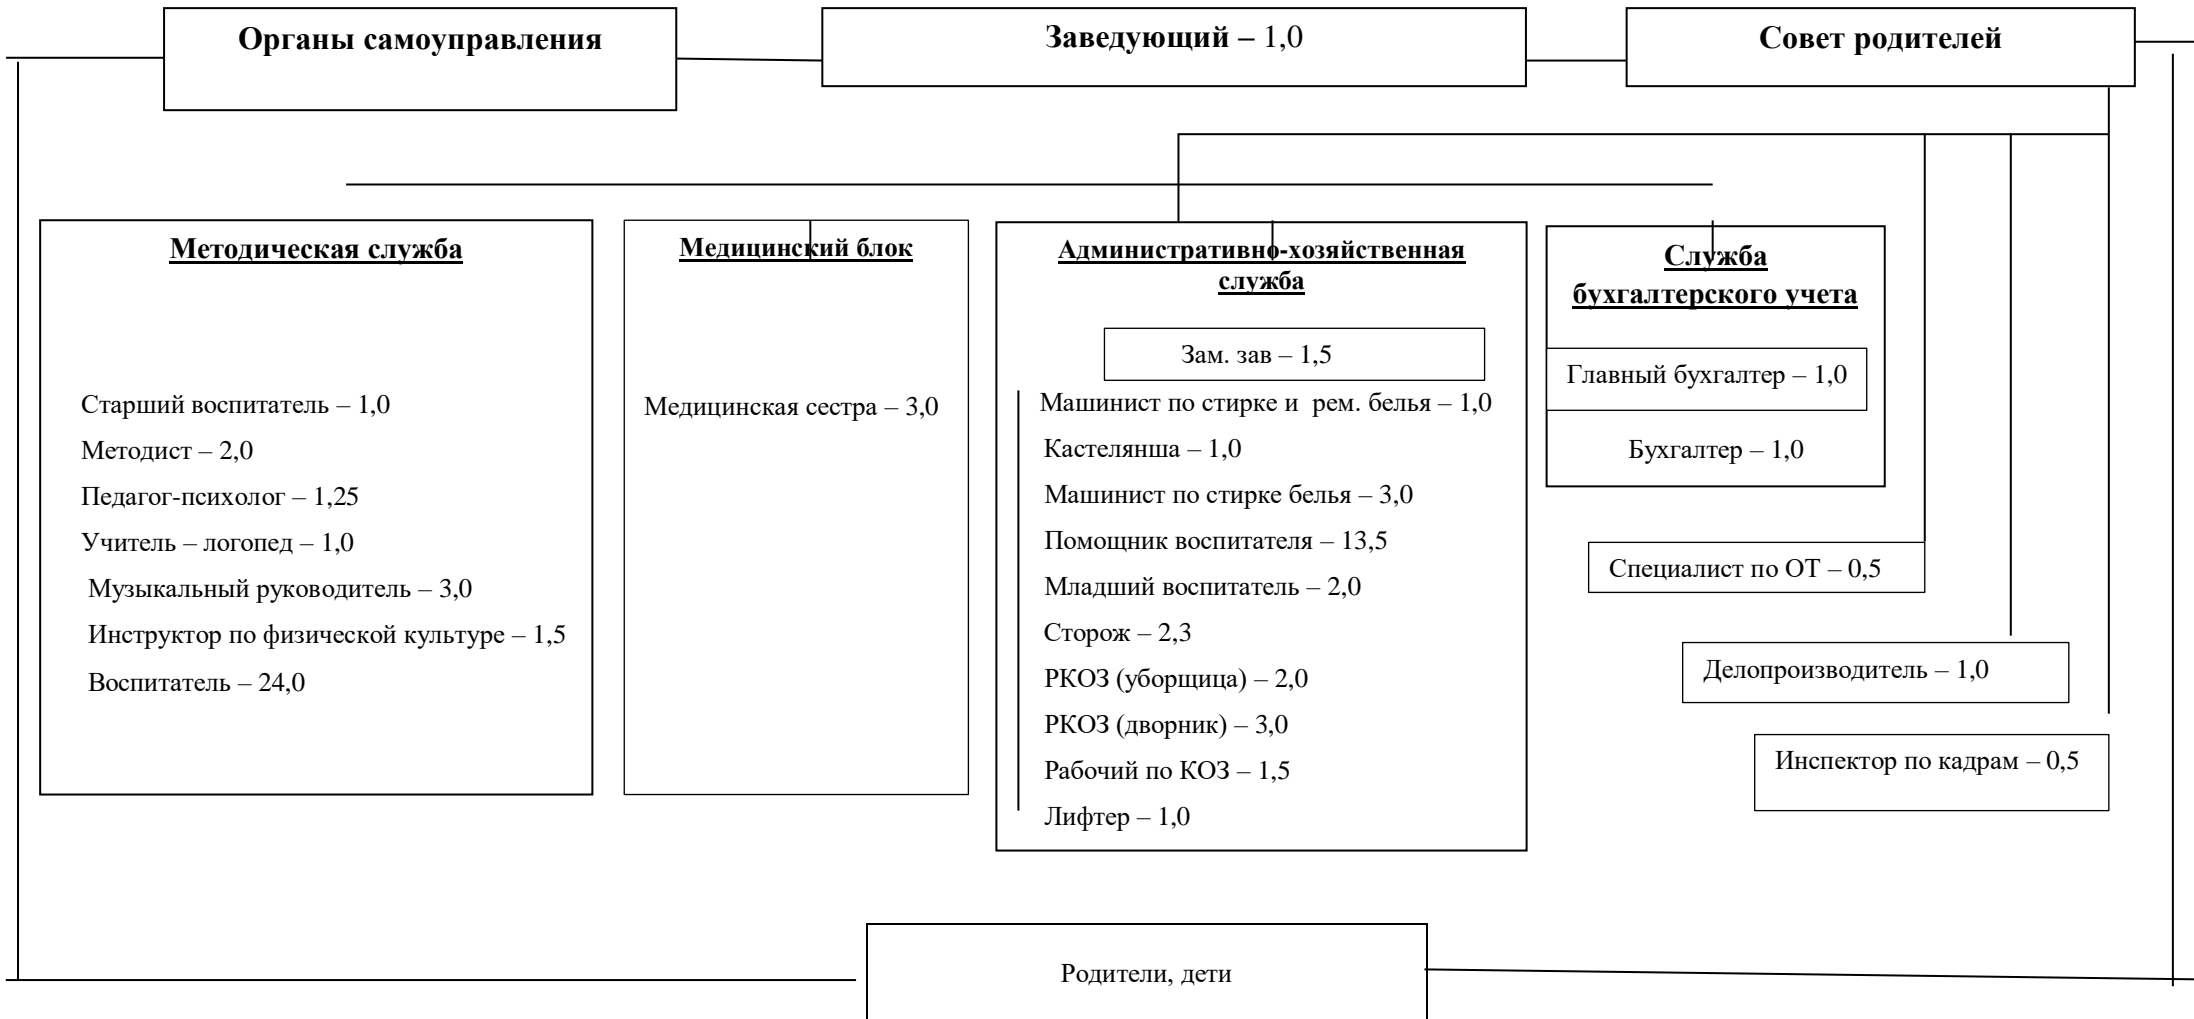 Органы самоуправления
Заведующий – 1,0
Совет родителей
Методическая служба
Старший воспитатель – 1,0
Методист – 2,0
Педагог-психолог – 1,25
Учитель – логопед – 1,0
Музыкальный руководитель – 3,0
Инструктор по физической культуре – 1,5
Воспитатель – 24,0
Медицинский блок
Медицинская сестра – 3,0
Административно-хозяйственная
служба
Зам. зав – 1,5
Машинист по стирке и рем. белья – 1,0
Кастелянша – 1,0
Машинист по стирке белья – 3,0
Помощник воспитателя – 13,5
Младший воспитатель – 2,0
Сторож – 2,3
РКОЗ (уборщица) – 2,0
РКОЗ (дворник) – 3,0
Рабочий по КОЗ – 1,5
Лифтер – 1,0
Служба
бухгалтерского учета
Главный бухгалтер – 1,0
Бухгалтер – 1,0
Специалист по ОТ – 0,5
Делопроизводитель – 1,0
Инспектор по кадрам – 0,5
Родители, дети